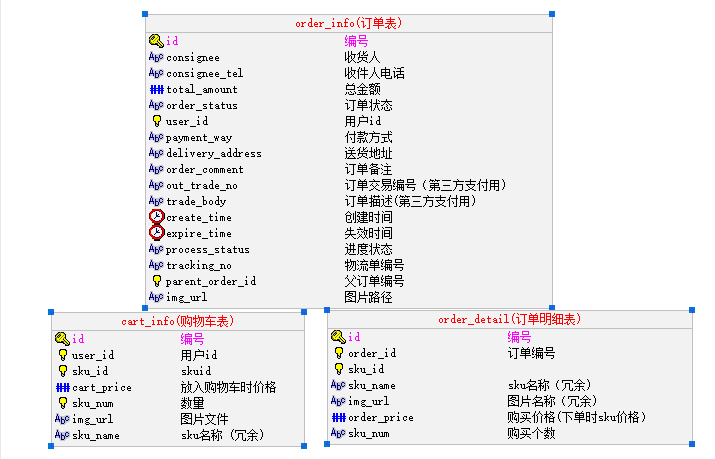 order_info(订单表)
id 编号
consignee 收货人
consignee_tel 收件人电话
total_amount 总金额
order_status 订单状态
user_id 用户id
payment_way 付款方式
delivery_address 送货地址
order_comment 订单备注
out_trade_no 订单交易编号（第三方支付用）
trade_body 订单描述(第三方支付用)
create_time 创建时间
expire_time 失效时间
process_status 进度状态
tracking_no 物流单编号
parent_order_id 父订单编号
img_url 图片路径
cart_info(购物车表)
id 编号
user_id 用户id
sku_id skuid
cart_price 放入购物车时价格
sku_num 数量
img_url 图片文件
sku_name sku名称（冗余）
order_detail(订单明细表)
id 编号
order_id 订单编号
sku_id
sku_name sku名称（冗余）
img_url 图片名称（冗余）
order_price 购买价格(下单时sku价格）
sku_num 购买个数